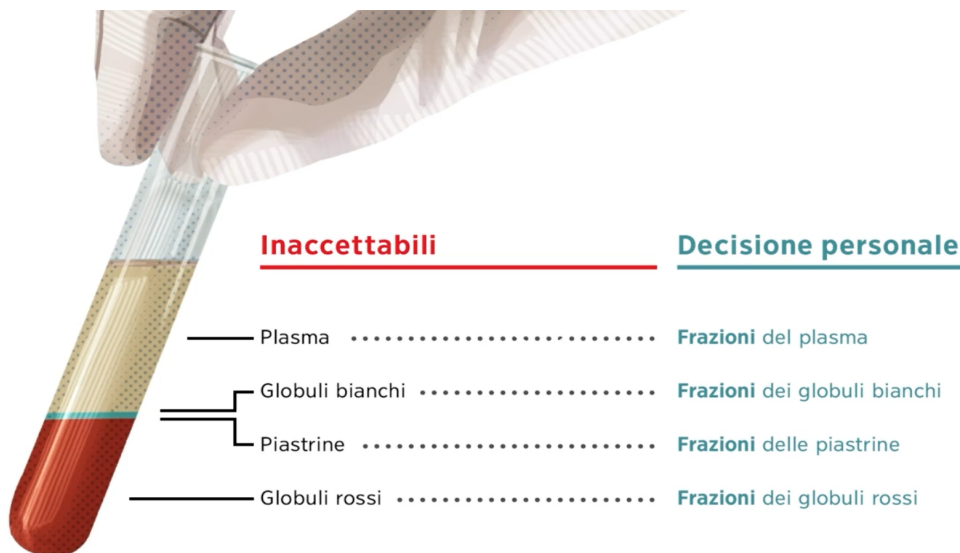 Inaccettabili Decisione personale
Plasma Frazioni del plasma
Globuli bianchi Frazioni dei globuli bianchi
Piastrine Frazioni delle piastrine
Globuli rossi Frazioni dei globuli rossi